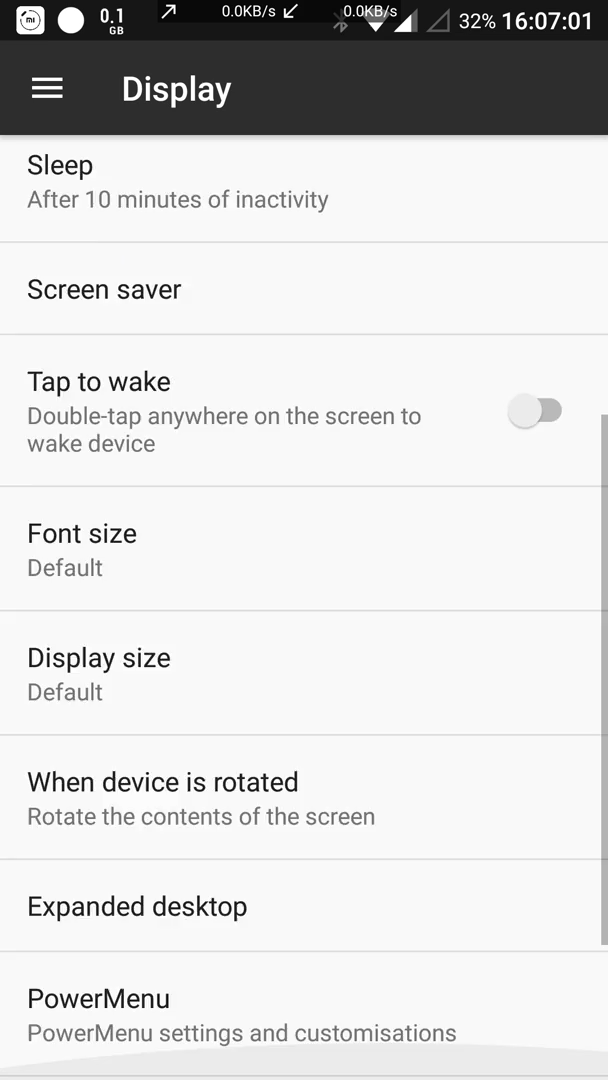 mi
0.1
GB
0.0KB/s
0.0KB/s
32% 16:07:01
Display
Sleep
After 10 minutes of inactivity
Screen saver
Tap to wake
Double-tap anywhere on the screen to
wake device
Font size
Default
Display size
Default
When device is rotated
Rotate the contents of the screen
Expanded desktop
PowerMenu
PowerMenu settings and customisations